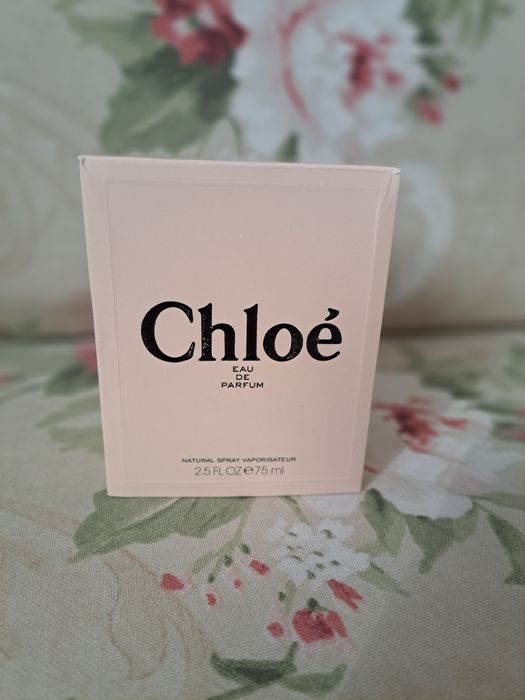 Chloé
EAU
DE
PARFUM
NATURAL SPRAY VAPORISATEUR
2.5 FL OZ ℮ 75 ml